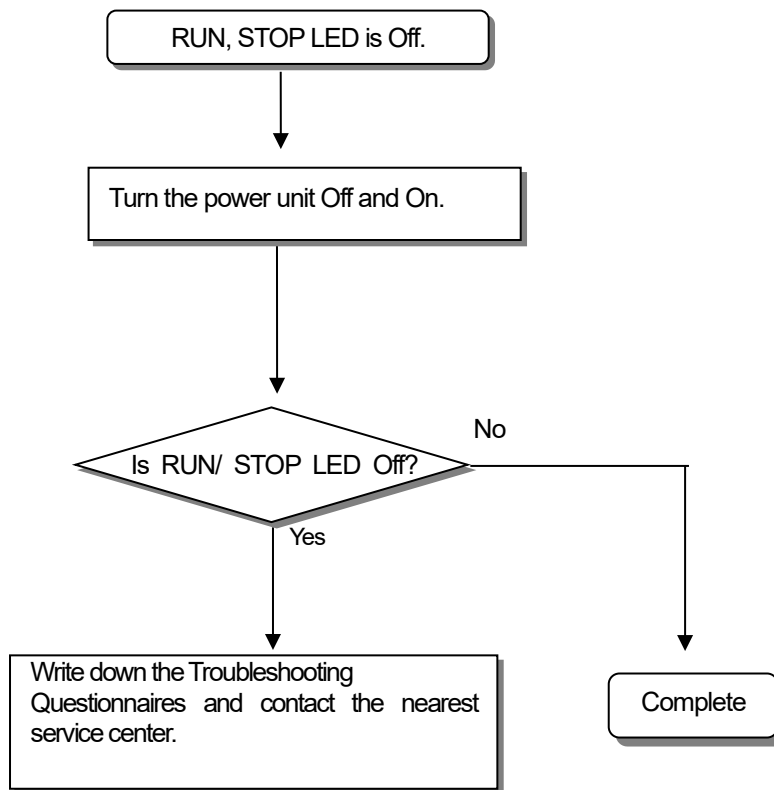 RUN, STOP LED is Off.
Turn the power unit Off and On.
Is RUN/ STOP LED Off?
No
Yes
Write down the Troubleshooting
Questionnaires and contact the nearest
service center.
Complete